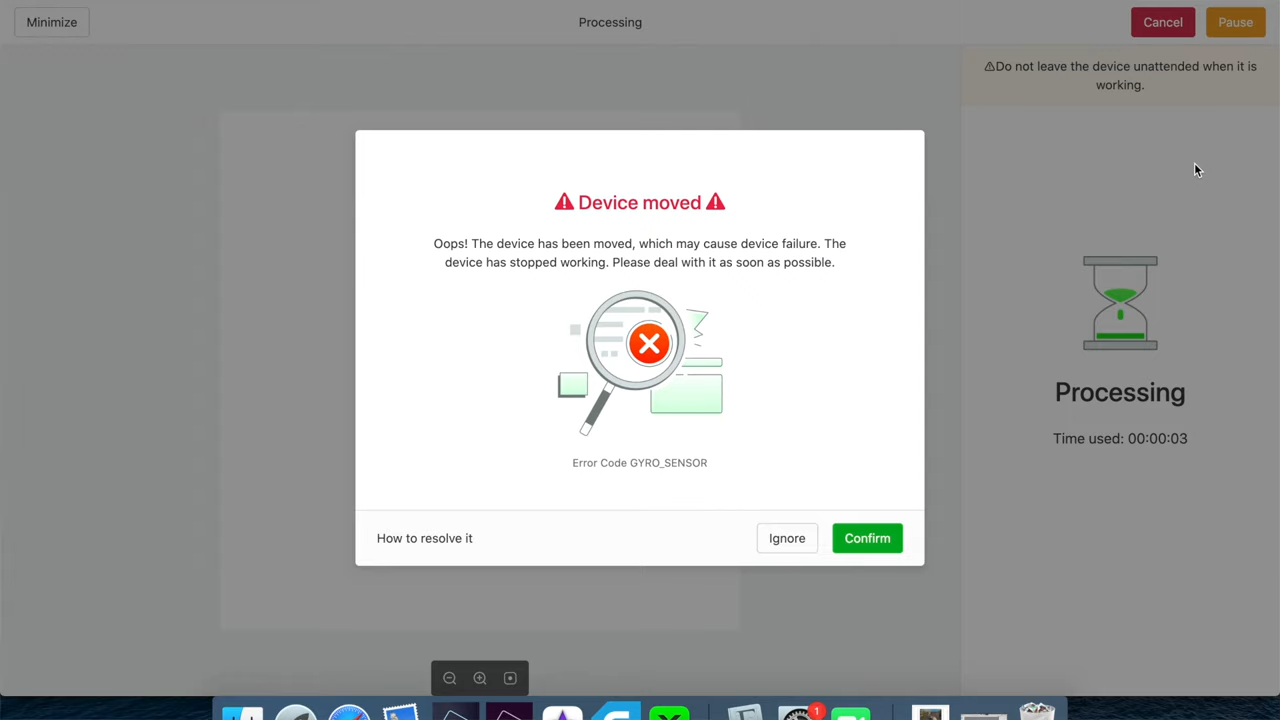 Minimize
Processing
Cancel
Pause
⚠Do not leave the device unattended when it is
working.
Device moved
Oops! The device has been moved, which may cause device failure. The
device has stopped working. Please deal with it as soon as possible.
Error Code GYRO_SENSOR
How to resolve it
Ignore
Confirm
Processing
Time used: 00:00:03
1